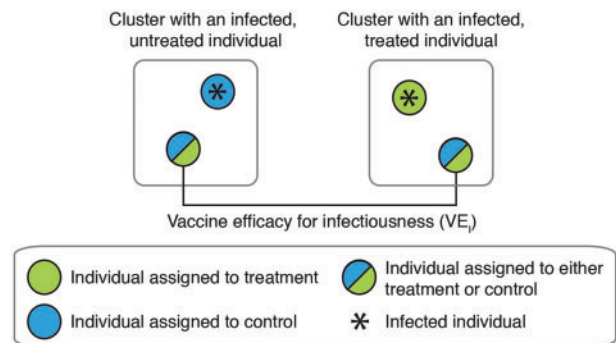 Cluster with an infected,
untreated individual
Cluster with an infected,
treated individual
Vaccine efficacy for infectiousness (VEI)
Individual assigned to treatment
Individual assigned to control
Individual assigned to either
treatment or control
Infected individual